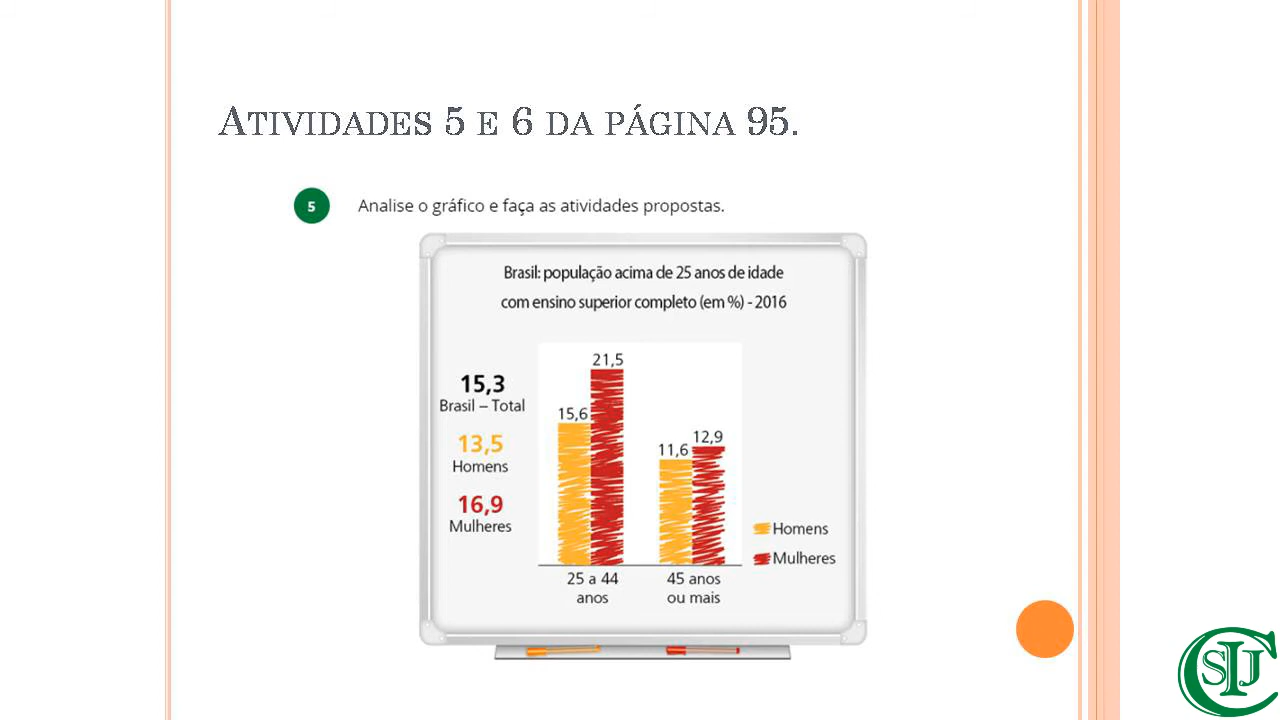 Atividades 5 e 6 da página 95.
5 Analise o gráfico e faça as atividades propostas.
Brasil: população acima de 25 anos de idade
com ensino superior completo (em %) - 2016
15,3
Brasil – Total
13,5
Homens
16,9
Mulheres
15,6
21,5
11,6
12,9
25 a 44
anos
45 anos
ou mais
Homens
Mulheres
CSIJ